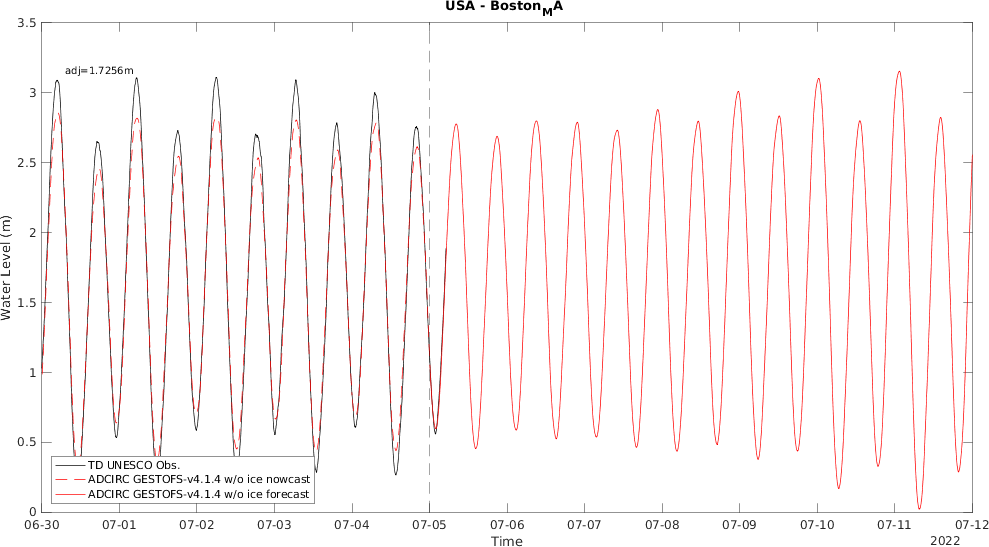 USA - Boston_MA
3.5
adj=1.7256m
3
2.5
2
1.5
1
0.5
0
Water Level (m)
TD UNESCO Obs.
ADCIRC GESTOFS-v4.1.4 w/o ice nowcast
ADCIRC GESTOFS-v4.1.4 w/o ice forecast
06-30 07-01 07-02 07-03 07-04 07-05 07-06 07-07 07-08 07-09 07-10 07-11 07-12
Time
2022